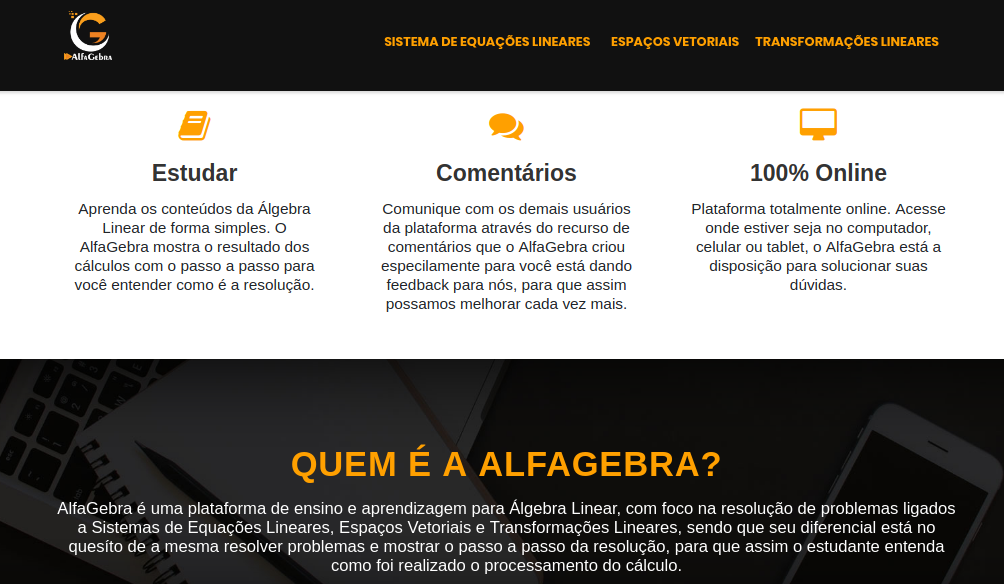 AlfaGebra
SISTEMA DE EQUAÇÕES LINEARES
ESPAÇOS VETORIAIS
TRANSFORMAÇÕES LINEARES
Estudar
Aprenda os conteúdos da Álgebra
Linear de forma simples. O
AlfaGebra mostra o resultado dos
cálculos com o passo a passo para
você entender como é a resolução.
Comentários
Comunique com os demais usuários
da plataforma através do recurso de
comentários que o AlfaGebra criou
especilamente para você está dando
feedback para nós, para que assim
possamos melhorar cada vez mais.
100% Online
Plataforma totalmente online. Acesse
onde estiver seja no computador,
celular ou tablet, o AlfaGebra está a
disposição para solucionar suas
dúvidas.
QUEM É A ALFAGEBRA?
AlfaGebra é uma plataforma de ensino e aprendizagem para Álgebra Linear, com foco na resolução de problemas ligados
a Sistemas de Equações Lineares, Espaços Vetoriais e Transformações Lineares, sendo que seu diferencial está no
quesíto de a mesma resolver problemas e mostrar o passo a passo da resolução, para que assim o estudante entenda
como foi realizado o processamento do cálculo.